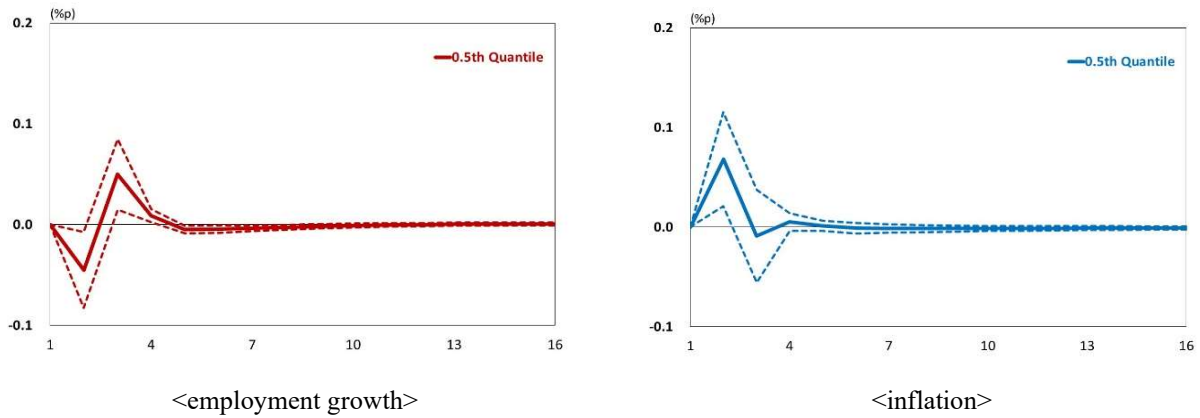 (%p)
0.2
0.5th Quantile
0.1
0.0
-0.1
1 4 7 10 13 16
<employment growth>
(%p)
0.2
0.5th Quantile
0.1
0.0
-0.1
1 4 7 10 13 16
<inflation>